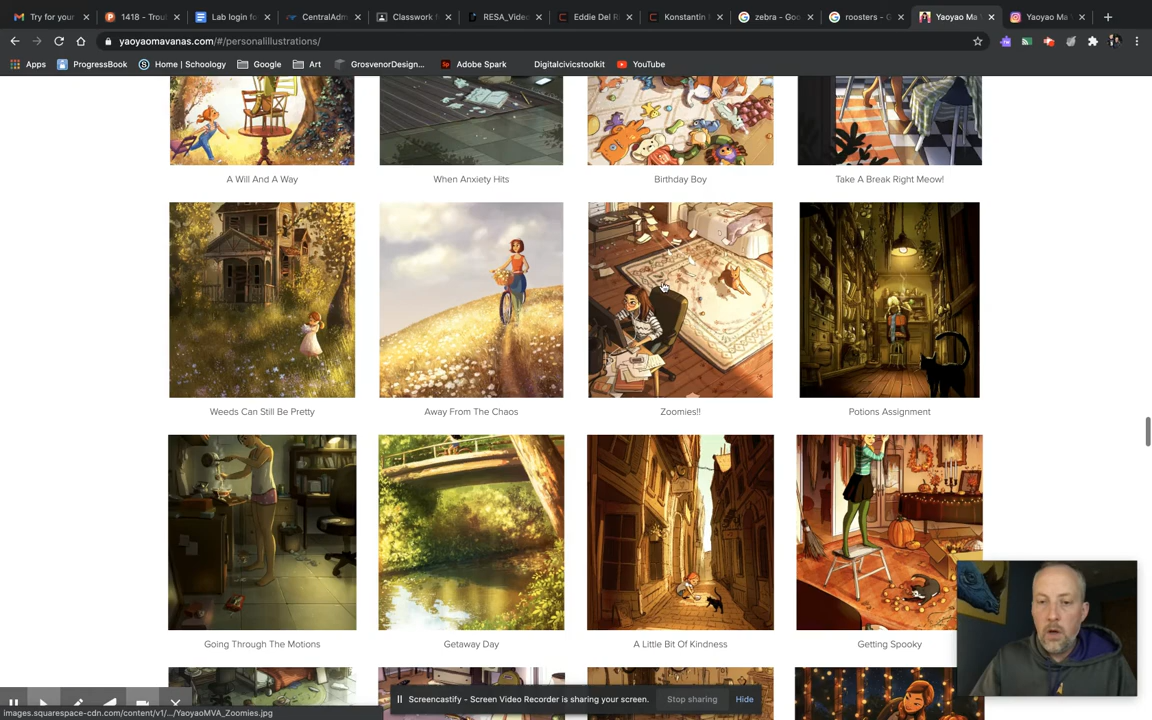 Try for your
1418 - Trou
Lab login fo
CentralAdm
Classwork f
RESA_Video
Eddie Del R
Konstantin
zebra - Goo
roosters - G
Yaoyao Ma
Yaoyao Ma
yaoyaomavanas.com/#/personalillustrations/
Apps
ProgressBook
Home | Schoology
Google
Art
GrosvenorDesign...
Adobe Spark
Digitalcivicstoolkit
YouTube
A Will And A Way
When Anxiety Hits
Birthday Boy
Take A Break Right Meow!
Weeds Can Still Be Pretty
Away From The Chaos
Zoomies!!
Potions Assignment
Going Through The Motions
Getaway Day
A Little Bit Of Kindness
Getting Spooky
Screencastify - Screen Video Recorder is sharing your screen.
Stop sharing
Hide
images.squarespace-cdn.com/content/v1/.../YaoyaoMVA_Zoomies.jpg